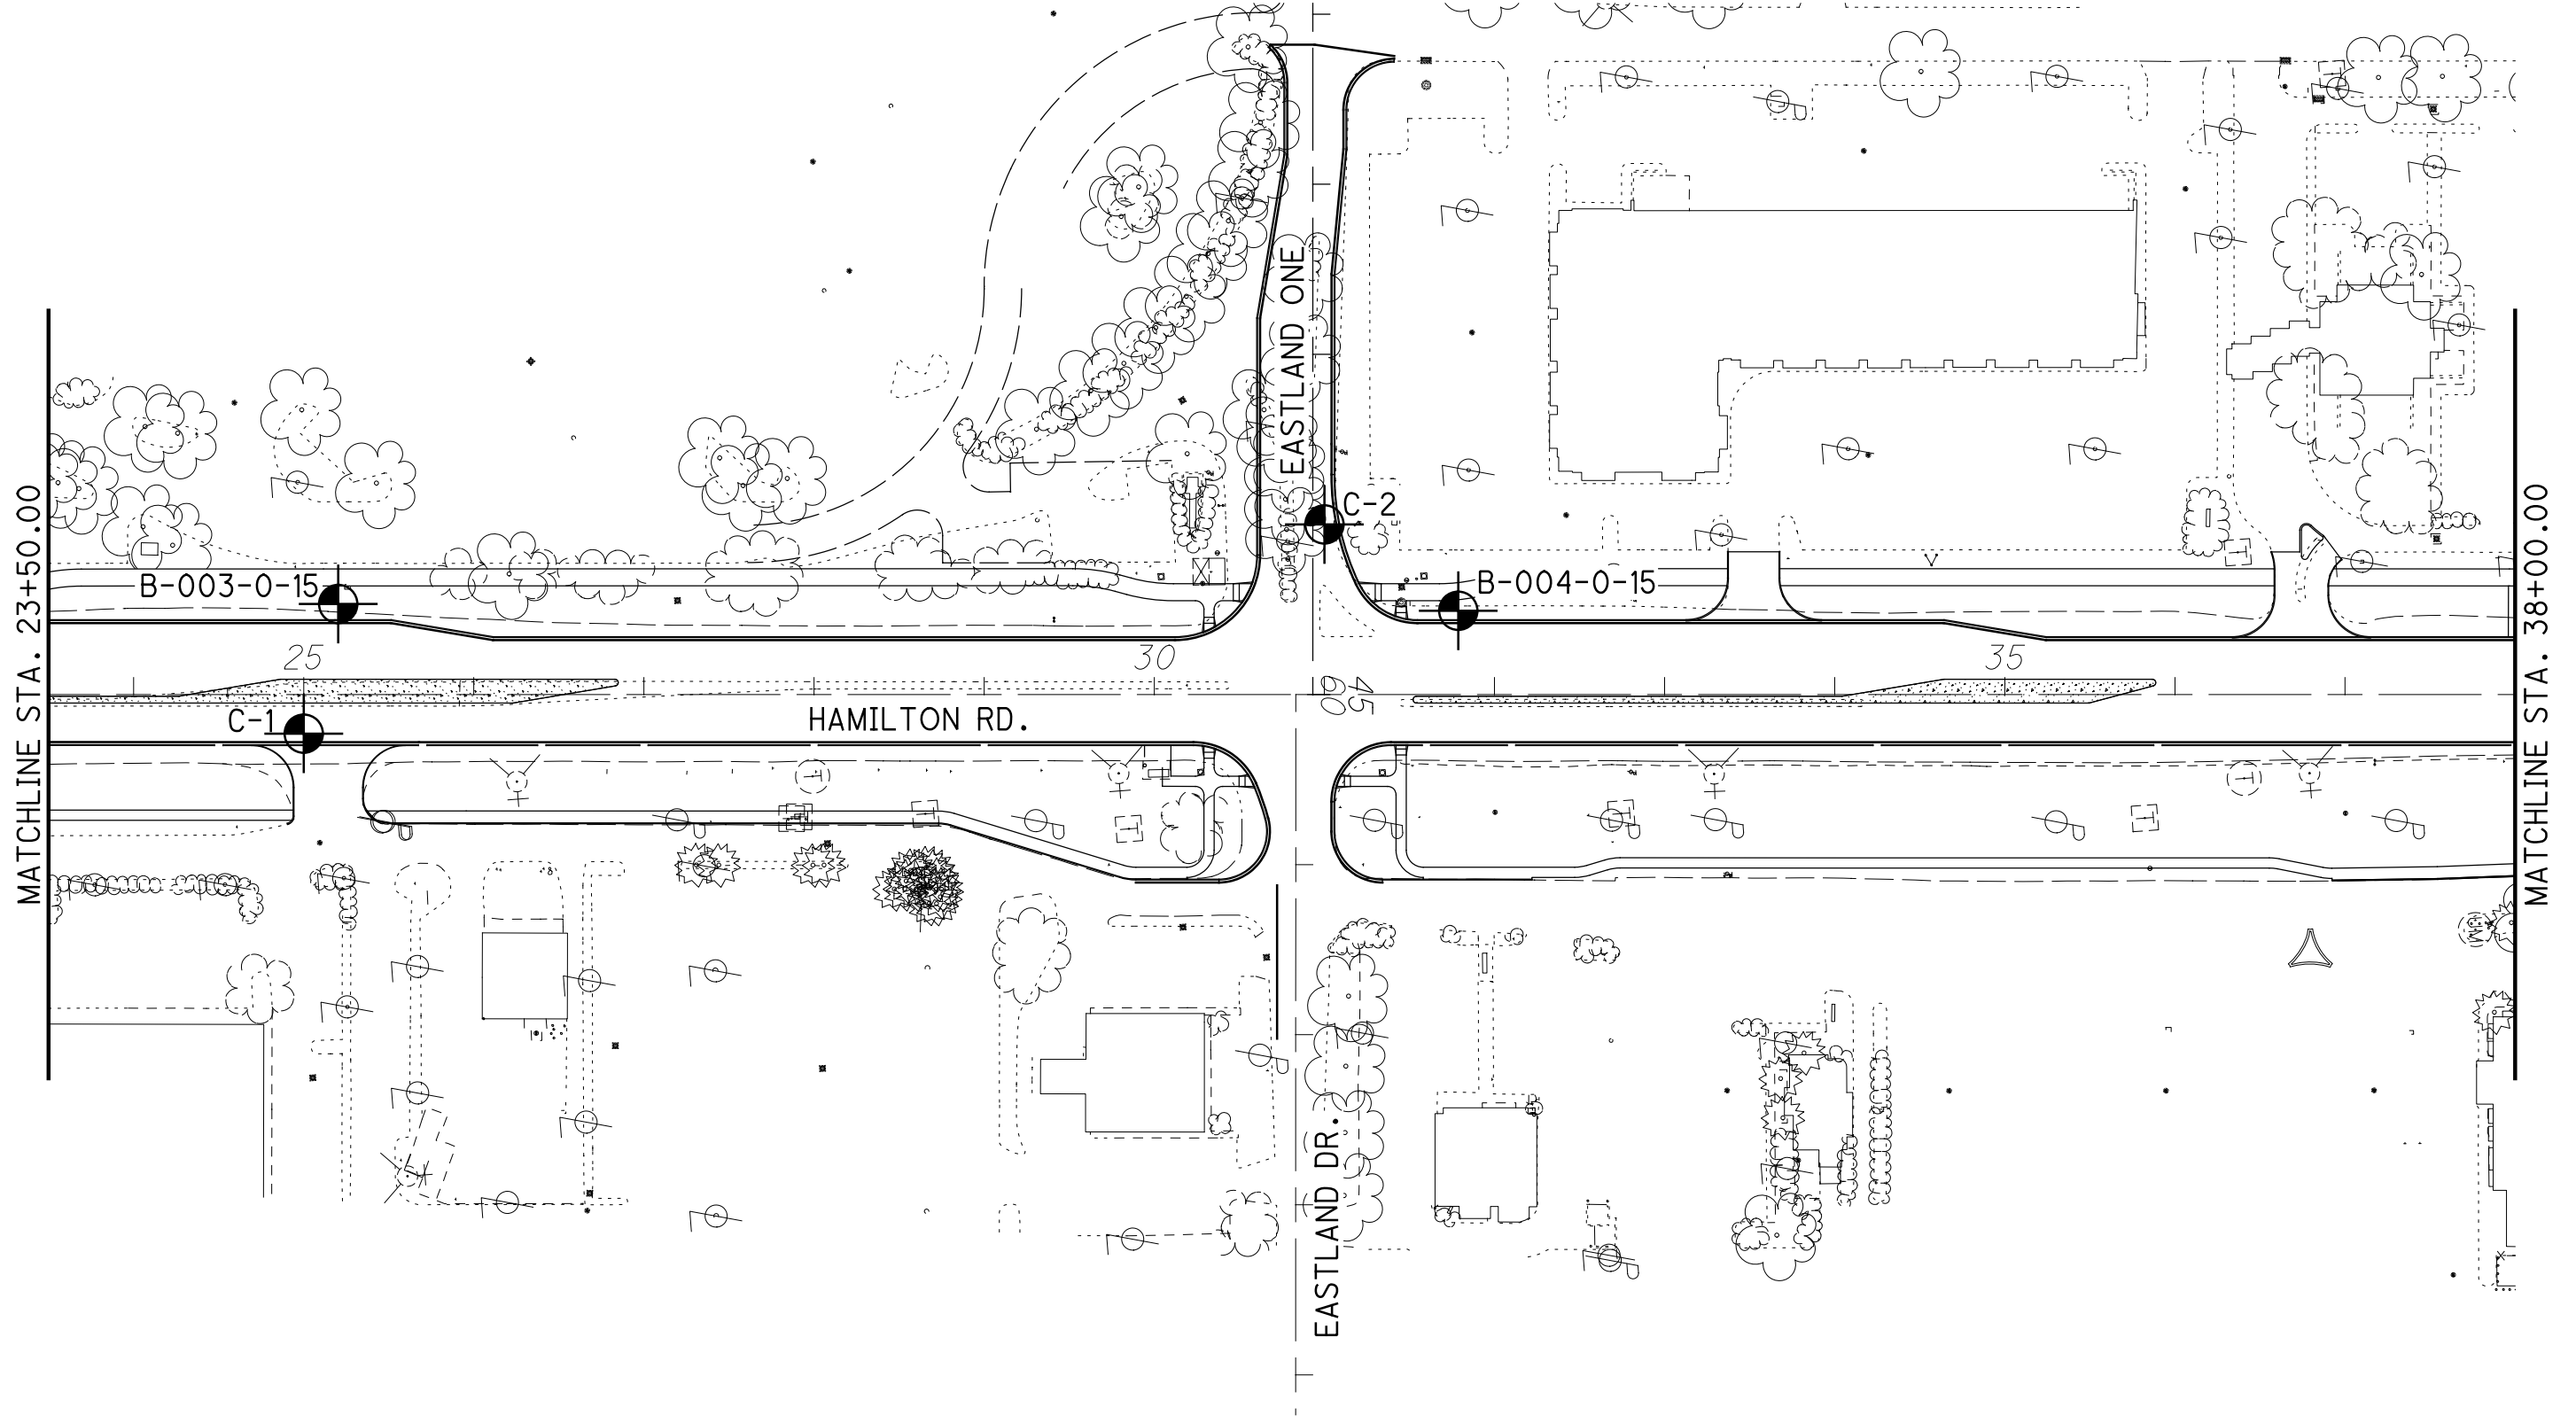 EASTLAND ONE
C-2
B-003-0-15
B-004-0-15
25
30
35
45
60
C-1
HAMILTON RD.
MATCHLINE STA. 23+50.00
MATCHLINE STA. 38+00.00
EASTLAND DR.